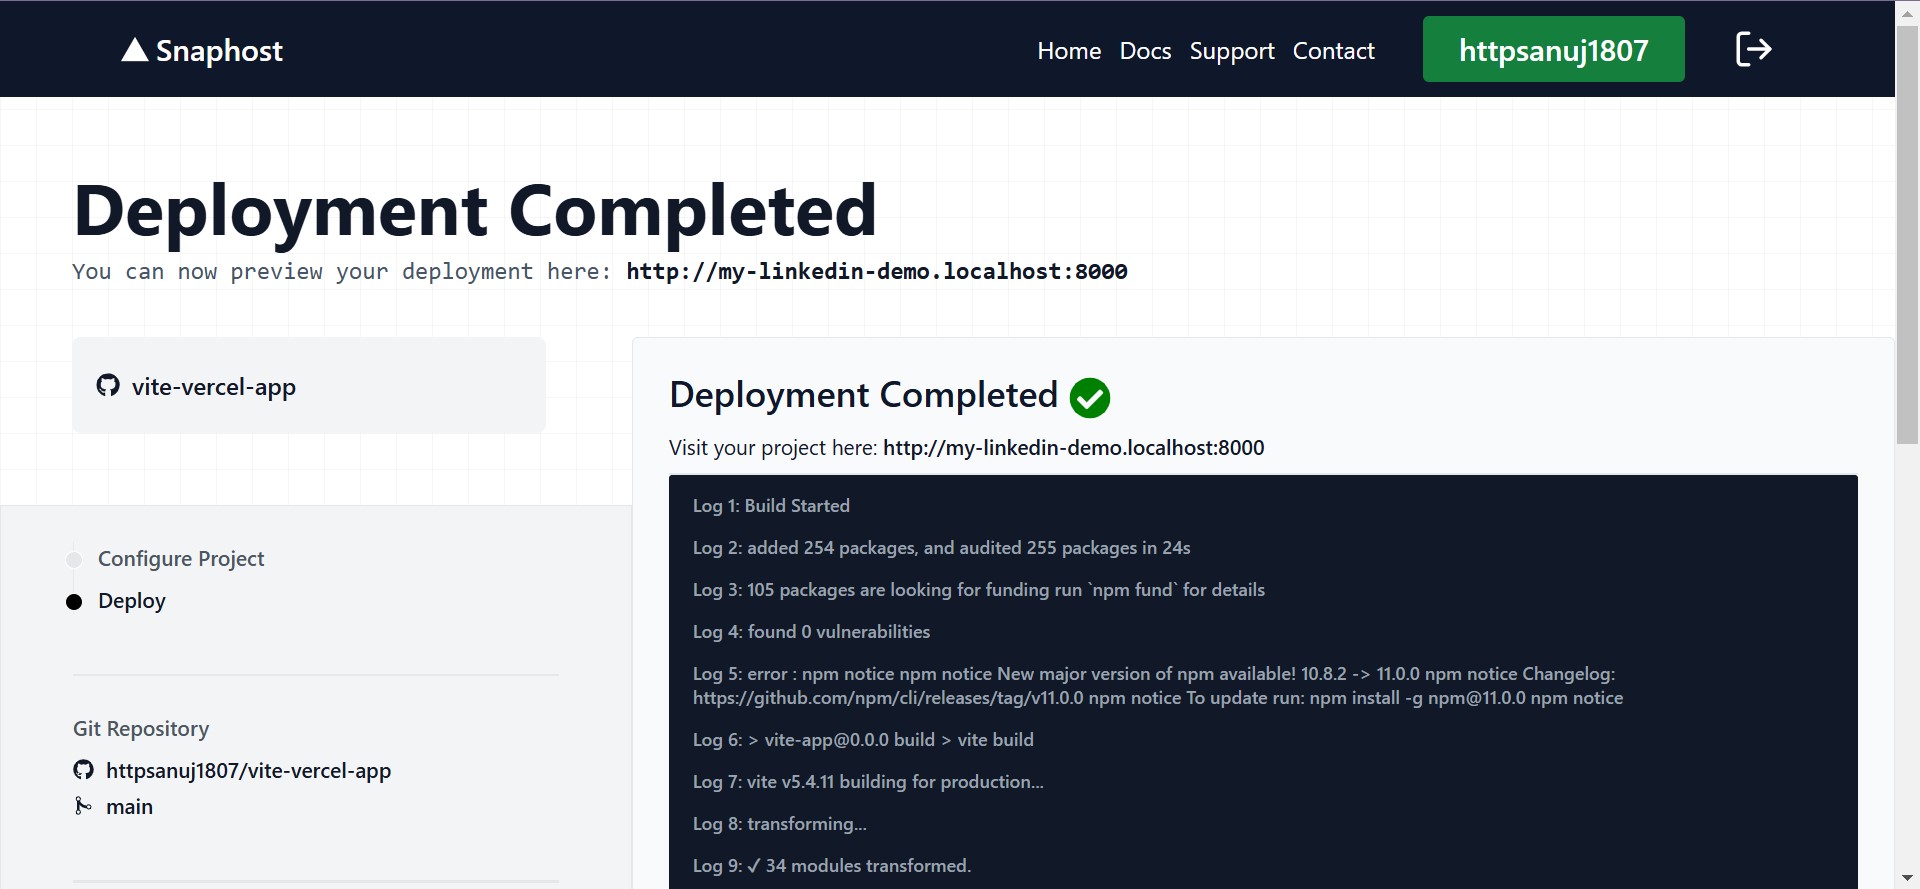 Snaphost
Home Docs Support Contact httpsanuj1807
Deployment Completed
You can now preview your deployment here: http://my-linkedin-demo.localhost:8000
vite-vercel-app
Configure Project
Deploy
Git Repository
httpsanuj1807/vite-vercel-app
main
Deployment Completed
Visit your project here: http://my-linkedin-demo.localhost:8000
Log 1: Build Started
Log 2: added 254 packages, and audited 255 packages in 24s
Log 3: 105 packages are looking for funding run `npm fund` for details
Log 4: found 0 vulnerabilities
Log 5: error : npm notice npm notice New major version of npm available! 10.8.2 -> 11.0.0 npm notice Changelog:
https://github.com/npm/cli/releases/tag/v11.0.0 npm notice To update run: npm install -g npm@11.0.0 npm notice
Log 6: > vite-app@0.0.0 build > vite build
Log 7: vite v5.4.11 building for production...
Log 8: transforming...
Log 9: ✓ 34 modules transformed.